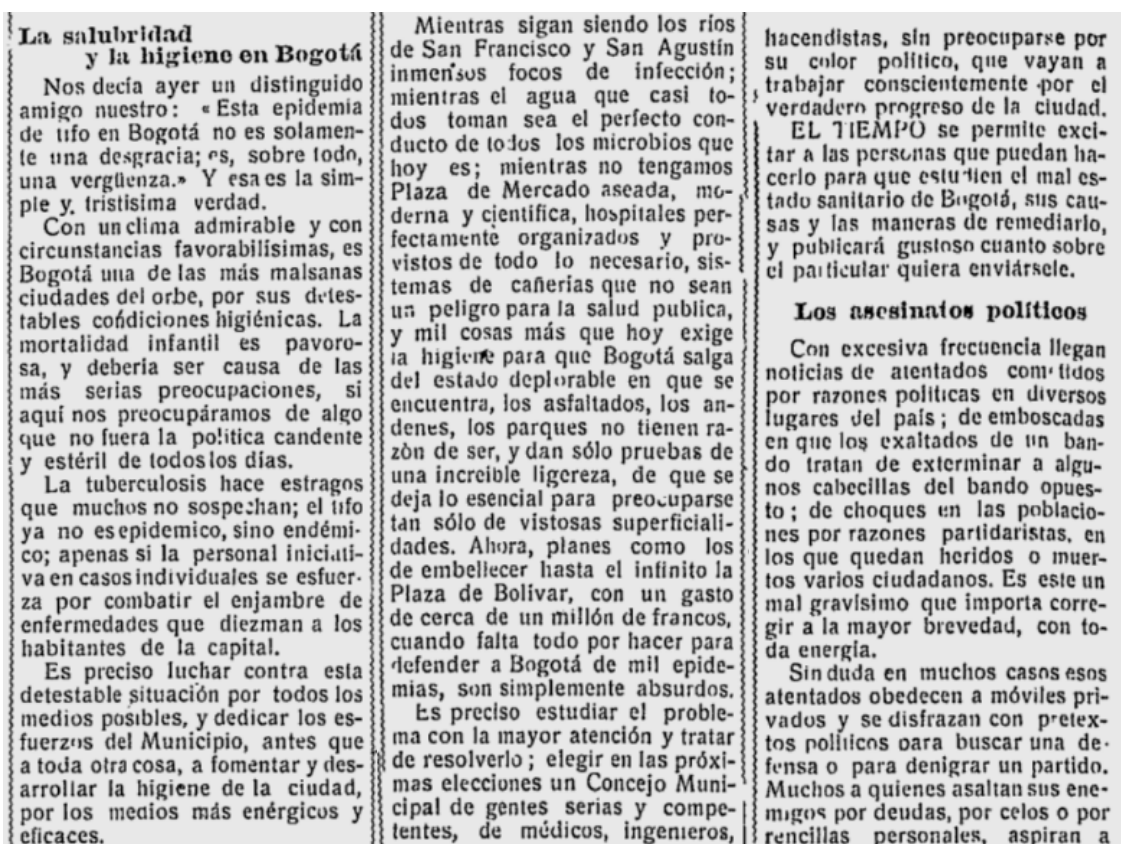 La salubridad
y la higiene en Bogotá
Nos decía ayer un distinguido
amigo nuestro: «Esta epidemia
de tifo en Bogotá no es solamen-
te una desgracia; es, sobre todo,
una vergüenza.» Y esa es la sim-
ple y tristisima verdad.
Con un clima admirable y con
circunstancias favorabilísimas, es
Bogotá una de las más malsanas
ciudades del orbe, por sus detes-
tables condiciones higiénicas. La
mortalidad infantil es pavoro-
sa, y deberia ser causa de las
más serias preocupaciones, si
aquí nos preocupáramos de algo
que no fuera la politica candente
y estéril de todos los días.
La tuberculosis hace estragos
que muchos no sospechan; el tifo
ya no es epidemico, sino endémi-
co; apenas si la personal iniciati-
va en casos individuales se esfuer-
za por combatir el enjambre de
enfermedades que diezman a los
habitantes de la capital.
Es preciso luchar contra esta
detestable situación por todos los
medios posibles, y dedicar los es-
fuerzos del Municipio, antes que
a toda otra cosa, a fomentar y des-
arrollar la higiene de la ciudad,
por los medios más enérgicos y
eficaces.
Mientras sigan siendo los ríos
de San Francisco y San Agustín
inmensos focos de infección;
mientras el agua que casi to-
dos toman sea el perfecto con-
ducto de todos los microbios que
hoy es; mientras no tengamos
Plaza de Mercado aseada, mo-
derna y científica, hospitales per-
fectamente organizados y pro-
vistos de todo lo necesario, sis-
temas de cañerías que no sean
un peligro para la salud publica,
y mil cosas más que hoy exige
la higiene para que Bogotá salga
del estado deplorable en que se
encuentra, los asfaltados, los an-
denes, los parques no tienen ra-
zòn de ser, y dan sólo pruebas de
una increible ligereza, de que se
deja lo esencial para preocuparse
tan sólo de vistosas superficiali-
dades. Ahora, planes como los
de embellecer hasta el infinito la
Plaza de Bolívar, con un gasto
de cerca de un millón de francos,
cuando falta todo por hacer para
defender a Bogotá de mil epide-
mias, son simplemente absurdos.
Es preciso estudiar el proble-
ma con la mayor atención y tratar
de resolverlo; elegir en las próxi-
mas elecciones un Concejo Muni-
cipal de gentes serias y compe-
tentes, de médicos, ingenieros,
hacendistas, sin preocuparse por
su color político, que vayan a
trabajar conscientemente por el
verdadero progreso de la ciudad.
EL TIEMPO se permite exci-
tar a las personas que puedan ha-
cerlo para que estudien el mal es-
tado sanitario de Bogotá, sus cau-
sas y las maneras de remediarlo,
y publicará gustoso cuanto sobre
el particular quiera enviársele.
Los asesinatos políticos
Con excesiva frecuencia llegan
noticias de atentados cometidos
por razones politicas en diversos
lugares del país; de emboscadas
en que los exaltados de un ban-
do tratan de exterminar a algu-
nos cabecillas del bando opues-
to; de choques en las poblacio-
nes por razones partidaristas, en
los que quedan heridos o muer-
tos varios ciudadanos. Es este un
mal gravísimo que importa corre-
gir a la mayor brevedad, con to-
da energía.
Sin duda en muchos casos esos
atentados obedecen a móviles pri-
vados y se disfrazan con pretex-
tos políticos para buscar una de-
fensa o para denigrar un partido.
Muchos a quienes asaltan sus ene-
migos por deudas, por celos o por
rencillas personales, aspiran a